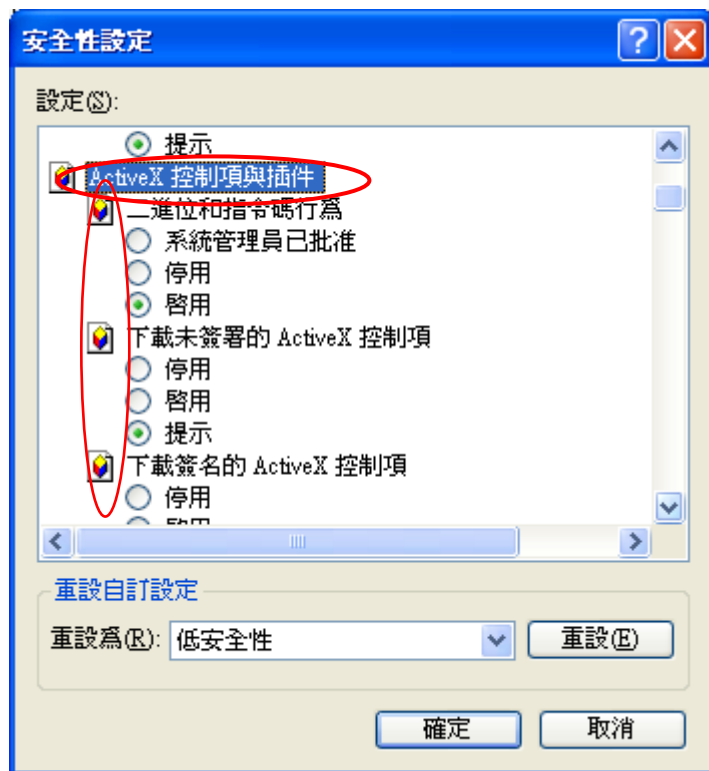 安全性設定
設定(S):
提示
ActiveX 控制項與插件
二進位和指令碼行為
系統管理員已批准
停用
啓用
下載未簽署的 ActiveX 控制項
停用
啓用
提示
下載簽名的 ActiveX 控制項
停用
重設自訂設定
重設爲(R): 低安全性 重設(E)
確定 取消